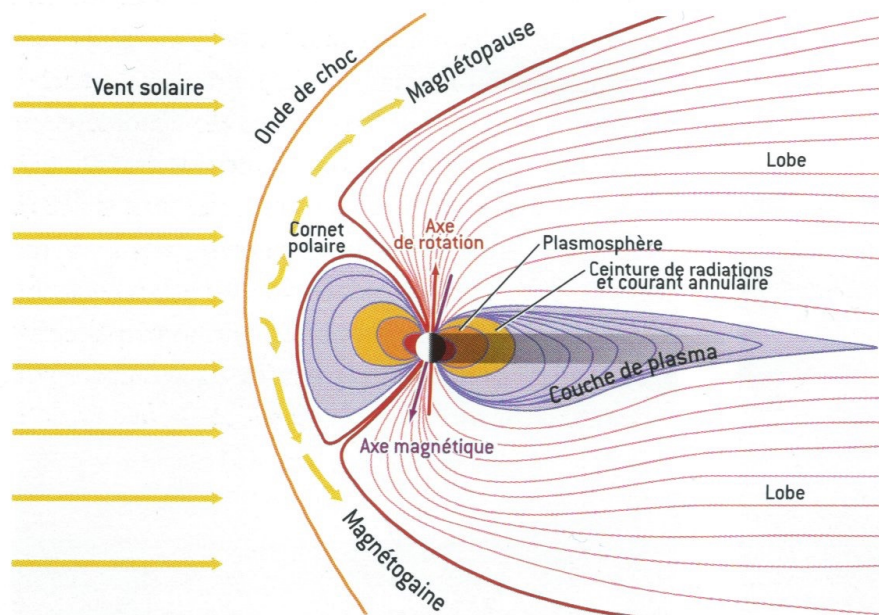 Vent solaire
Onde de choc
Magnétopause
Lobe
Cornet
polaire
Axe
de rotation
Plasmosphère
Ceinture de radiations
et courant annulaire
Couche de plasma
Axe magnétique
Lobe
Magnétogaine